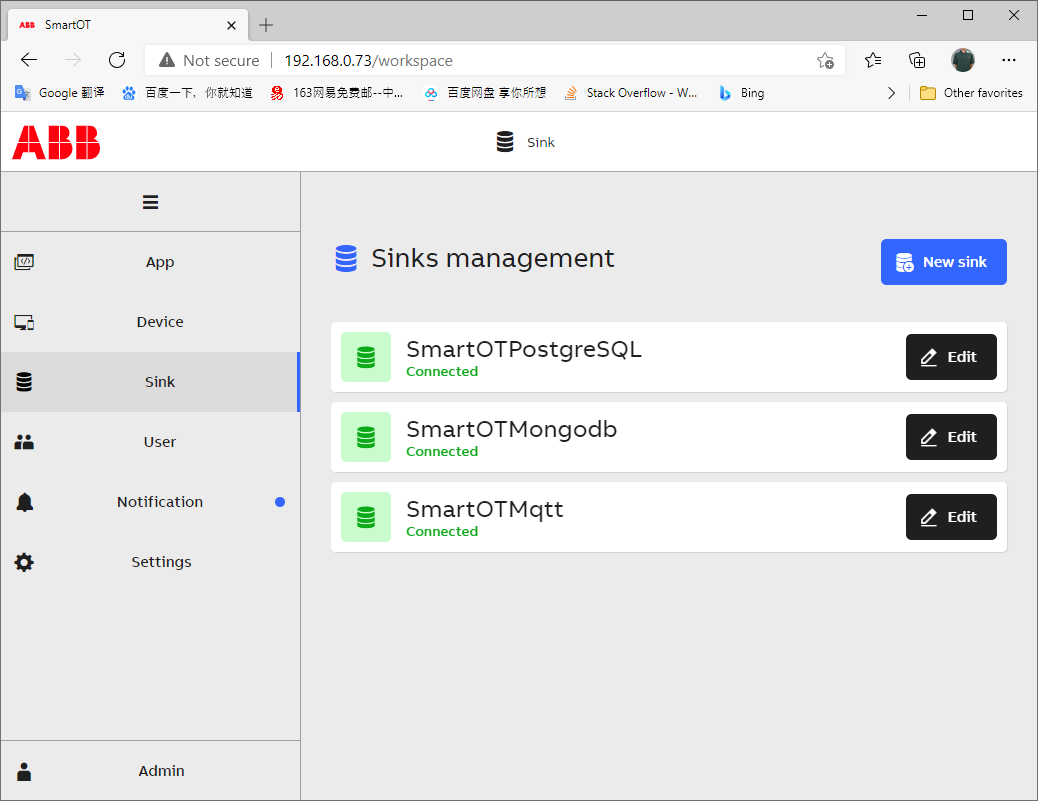 ABB SmartOT
Not secure 192.168.0.73/workspace
Google 翻译 百度一下，你就知道 163网易免费邮--中... 百度网盘 享你所想 Stack Overflow - W... Bing Other favorites
ABB Sink
App
Device
Sink
User
Notification
Settings
Admin
Sinks management
New sink
SmartOTPostgreSQL
Connected
Edit
SmartOTMongodb
Connected
Edit
SmartOTMqtt
Connected
Edit